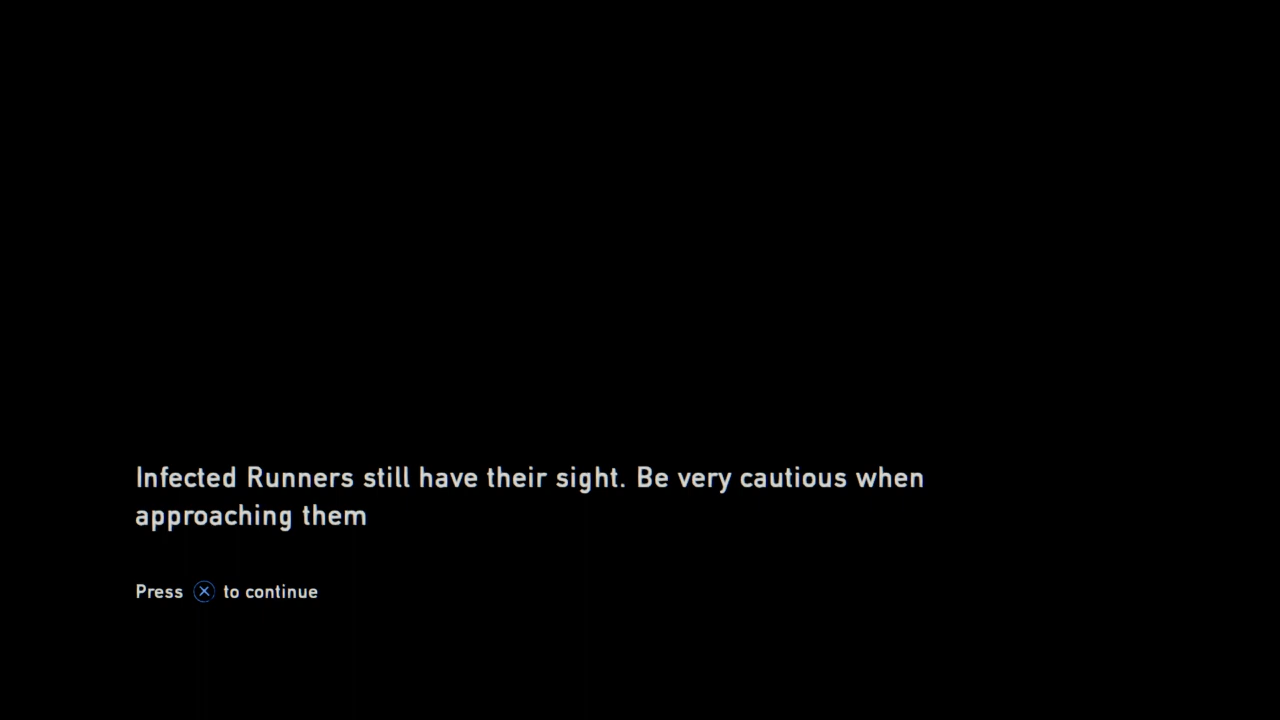 Infected Runners still have their sight. Be very cautious when
approaching them
Press ⓧ to continue